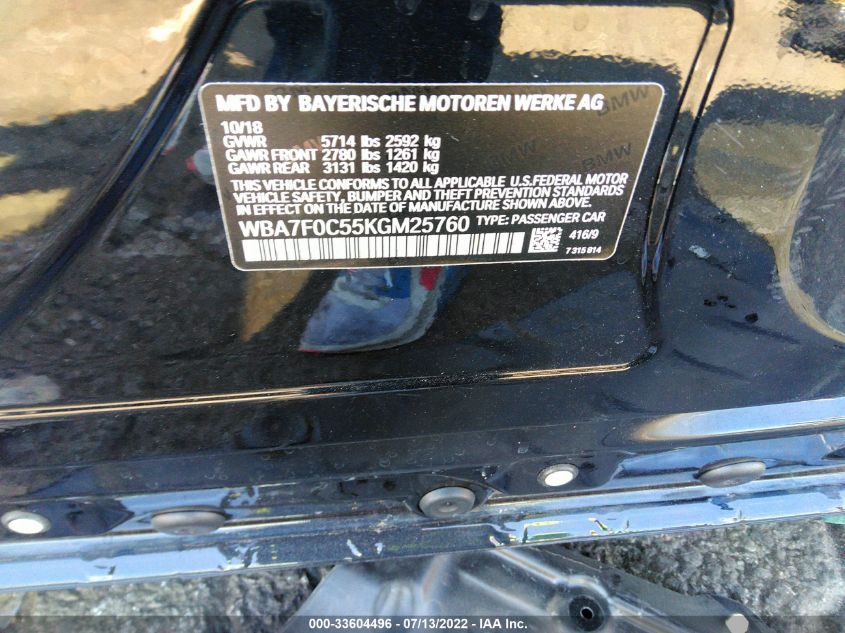 MFD BY BAYERISCHE MOTOREN WERKE AG
10/18
GVWR 5714 lbs 2592 kg
GAWR FRONT 2780 lbs 1261 kg
GAWR REAR 3131 lbs 1420 kg
THIS VEHICLE CONFORMS TO ALL APPLICABLE U.S.FEDERAL MOTOR
VEHICLE SAFETY, BUMPER AND THEFT PREVENTION STANDARDS
IN EFFECT ON THE DATE OF MANUFACTURE SHOWN ABOVE.
WBA7F0C55KGM25760 TYPE: PASSENGER CAR
416/9
7 315 814
BMW
BMW
000-33604496 - 07/13/2022 - IAA Inc.